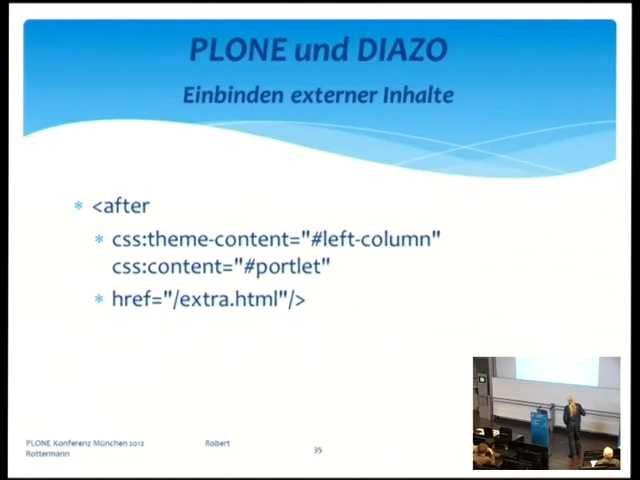 PLONE und DIAZO
Einbinden externer Inhalte
<after
css:theme-content="#left-column"
css:content="#portlet"
href="/extra.html"/>
PLONE Konferenz München 2012 Robert
Rottermann
35